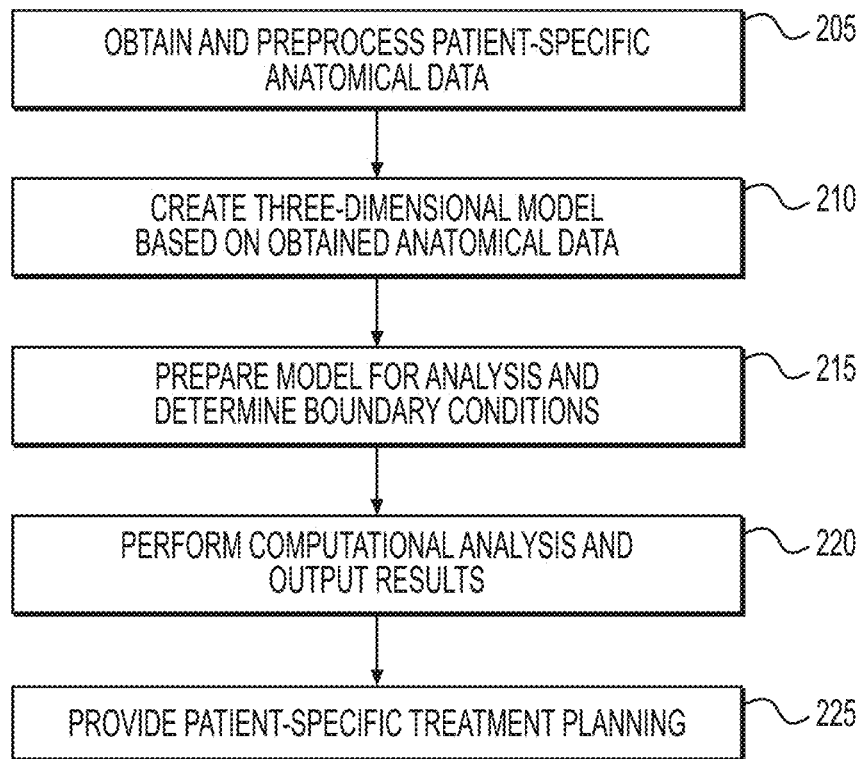 OBTAIN AND PREPROCESS PATIENT-SPECIFIC
ANATOMICAL DATA
205
CREATE THREE-DIMENSIONAL MODEL
BASED ON OBTAINED ANATOMICAL DATA
210
PREPARE MODEL FOR ANALYSIS AND
DETERMINE BOUNDARY CONDITIONS
215
PERFORM COMPUTATIONAL ANALYSIS AND
OUTPUT RESULTS
220
PROVIDE PATIENT-SPECIFIC TREATMENT PLANNING
225